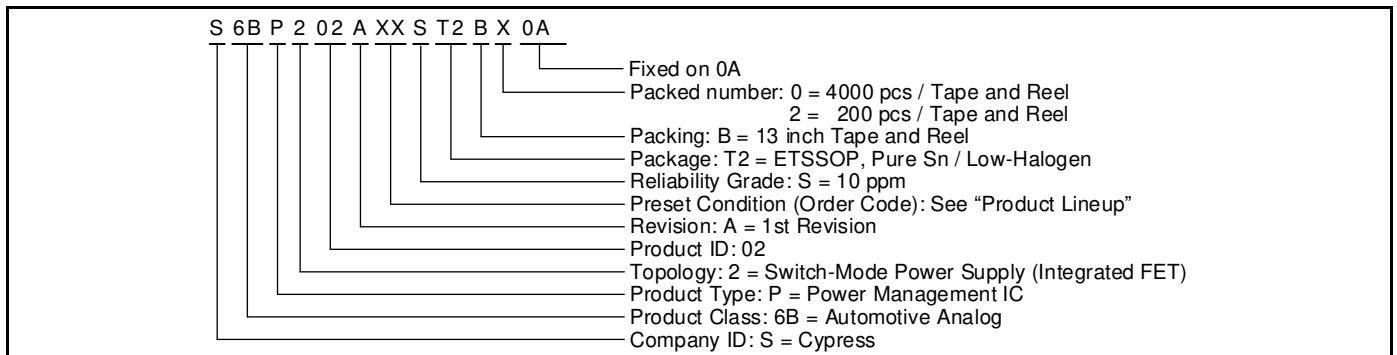 S 6B P 2 02 A XX S T2 B X 0A
Fixed on 0A
Packed number: 0 = 4000 pcs / Tape and Reel
2 = 200 pcs / Tape and Reel
Packing: B = 13 inch Tape and Reel
Package: T2 = ETSSOP, Pure Sn / Low-Halogen
Reliability Grade: S = 10 ppm
Preset Condition (Order Code): See “Product Lineup”
Revision: A = 1st Revision
Product ID: 02
Topology: 2 = Switch-Mode Power Supply (Integrated FET)
Product Type: P = Power Management IC
Product Class: 6B = Automotive Analog
Company ID: S = Cypress